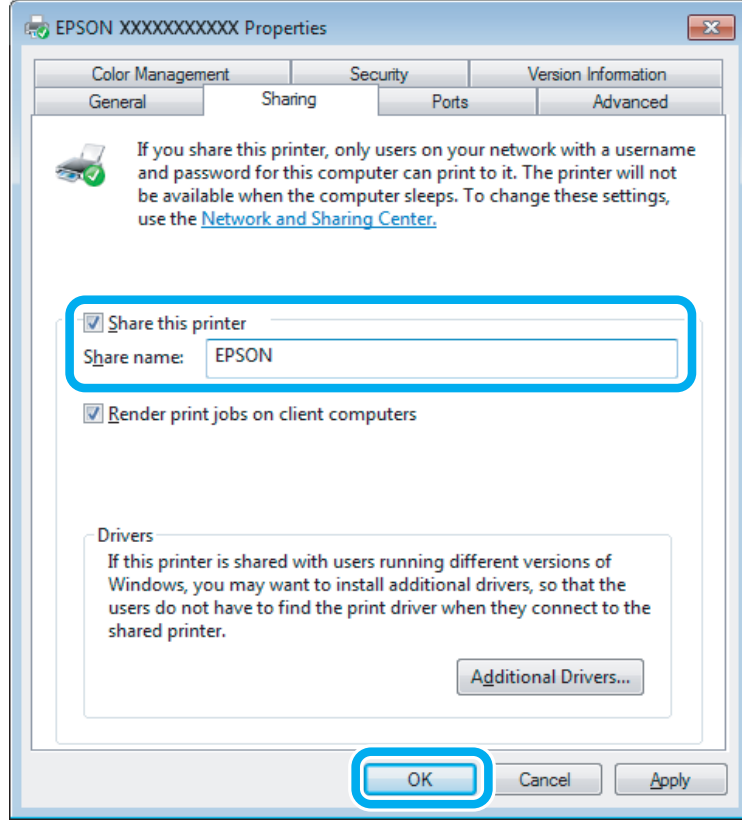 EPSON XXXXXXXXXXX Properties
Color Management Security Version Information
General Sharing Ports Advanced
If you share this printer, only users on your network with a username
and password for this computer can print to it. The printer will not
be available when the computer sleeps. To change these settings,
use the Network and Sharing Center.
Share this printer
Share name: EPSON
Render print jobs on client computers
Drivers
If this printer is shared with users running different versions of
Windows, you may want to install additional drivers, so that the
users do not have to find the print driver when they connect to the
shared printer.
Additional Drivers...
OK Cancel Apply